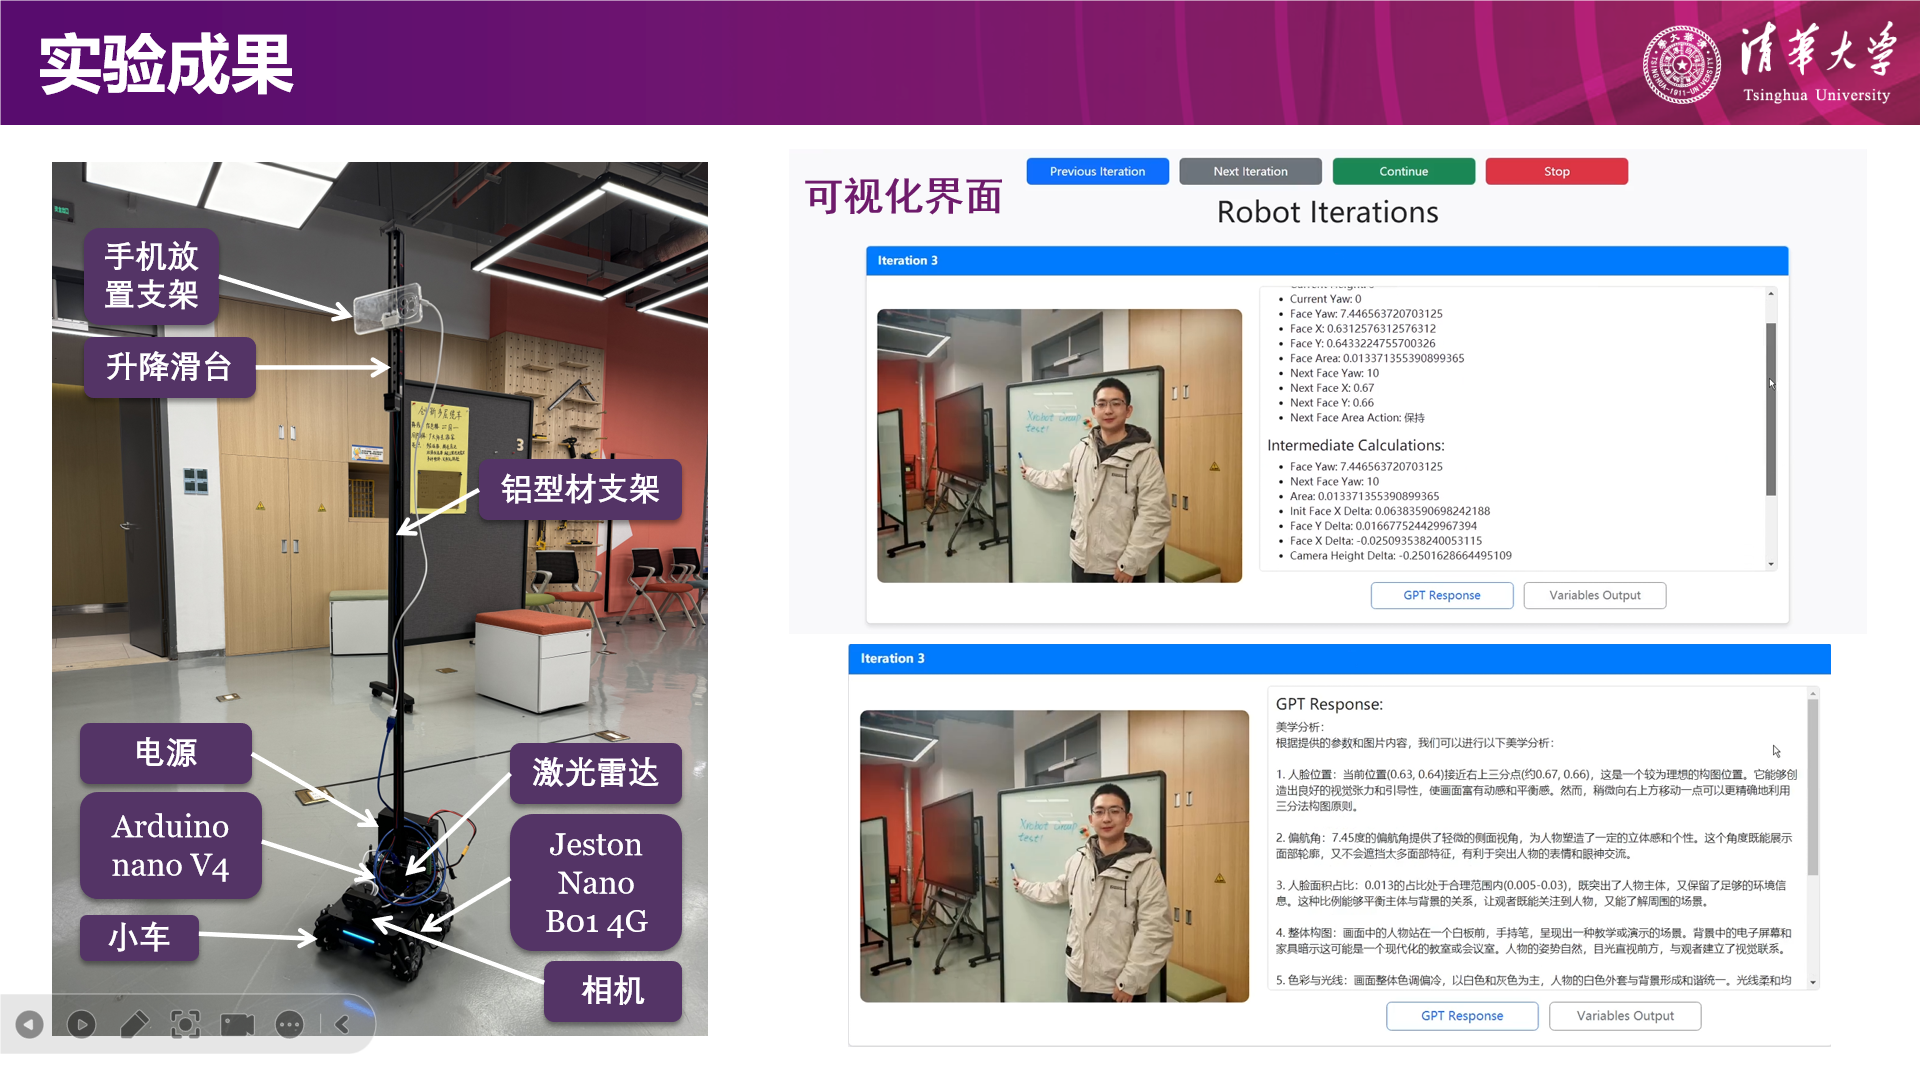 实验成果
清华大学
Tsinghua University
手机放
置支架
升降滑台
铝型材支架
3
电源
激光雷达
Arduino
nano V4
Jeston
Nano
B01 4G
小车
相机
可视化界面
Previous Iteration
Next Iteration
Continue
Stop
Robot Iterations
Iteration 3
Current Yaw: 0
Face Yaw: 7.446563720703125
Face X: 0.6312576312576312
Face Y: 0.6433224755700326
Face Area: 0.013371355390899365
Next Face Yaw: 10
Next Face X: 0.67
Next Face Y: 0.66
Next Face Area Action: 保持
Intermediate Calculations:
Face Yaw: 7.446563720703125
Next Face Yaw: 10
Area: 0.013371355390899365
Init Face X Delta: 0.06383590698242188
Face Y Delta: 0.016677524429967394
Face X Delta: -0.025093538240053115
Camera Height Delta: -0.2501628664495109
GPT Response
Variables Output
Iteration 3
GPT Response:
美学分析：
根据提供的参数和图片内容，我们可以进行以下美学分析：
1. 人脸位置：当前位置(0.63, 0.64)接近右上三分点(约0.67, 0.66)，这是一个较为理想的构图位置。它能够创
造出良好的视觉张力和引导性，使画面富有动感和平衡感。然而，稍微向右上方移动一点可以更精确地利用
三分法构图原则。
2. 偏航角：7.45度的偏航角提供了轻微的侧面视角，为人物塑造了一定的立体感和个性。这个角度既能展示
面部轮廓，又不会遮挡太多面部特征，有利于突出人物的表情和眼神交流。
3. 人脸面积占比：0.013的占比处于合理范围内(0.005-0.03)，既突出了人物主体，又保留了足够的环境信
息。这种比例能够平衡主体与背景的关系，让观者既能关注到人物，又能了解周围的场景。
4. 整体构图：画面中的人物站在一个白板前，手持笔，呈现出一种教学或演示的场景。背景中的电子屏幕和
家具暗示这可能是一个现代化的教室或会议室。人物的姿势自然，目光直视前方，与观者建立了视觉联系。
5. 色彩与光线：画面整体色调偏冷，以白色和灰色为主，人物的白色外套与背景形成和谐统一。光线柔和均
GPT Response
Variables Output